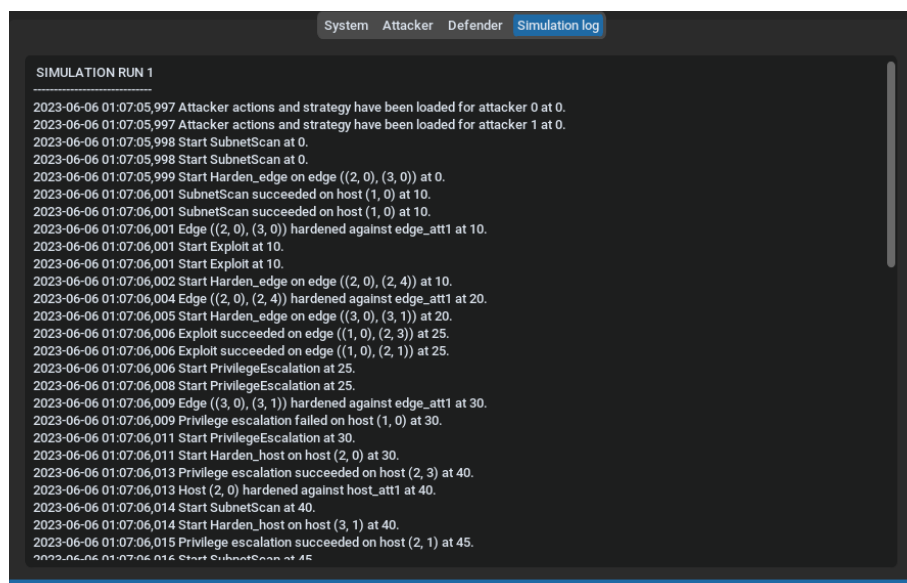 System Attacker Defender Simulation log
SIMULATION RUN 1
-----------------------------
2023-06-06 01:07:05,997 Attacker actions and strategy have been loaded for attacker 0 at 0.
2023-06-06 01:07:05,997 Attacker actions and strategy have been loaded for attacker 1 at 0.
2023-06-06 01:07:05,998 Start SubnetScan at 0.
2023-06-06 01:07:05,998 Start SubnetScan at 0.
2023-06-06 01:07:05,999 Start Harden_edge on edge ((2, 0), (3, 0)) at 0.
2023-06-06 01:07:06,001 SubnetScan succeeded on host (1, 0) at 10.
2023-06-06 01:07:06,001 SubnetScan succeeded on host (1, 0) at 10.
2023-06-06 01:07:06,001 Edge ((2, 0), (3, 0)) hardened against edge_att1 at 10.
2023-06-06 01:07:06,001 Start Exploit at 10.
2023-06-06 01:07:06,001 Start Exploit at 10.
2023-06-06 01:07:06,002 Start Harden_edge on edge ((2, 0), (2, 4)) at 10.
2023-06-06 01:07:06,004 Edge ((2, 0), (2, 4)) hardened against edge_att1 at 20.
2023-06-06 01:07:06,005 Start Harden_edge on edge ((3, 0), (3, 1)) at 20.
2023-06-06 01:07:06,006 Exploit succeeded on edge ((1, 0), (2, 3)) at 25.
2023-06-06 01:07:06,006 Exploit succeeded on edge ((1, 0), (2, 1)) at 25.
2023-06-06 01:07:06,006 Start PrivilegeEscalation at 25.
2023-06-06 01:07:06,008 Start PrivilegeEscalation at 25.
2023-06-06 01:07:06,009 Edge ((3, 0), (3, 1)) hardened against edge_att1 at 30.
2023-06-06 01:07:06,009 Privilege escalation failed on host (1, 0) at 30.
2023-06-06 01:07:06,011 Start PrivilegeEscalation at 30.
2023-06-06 01:07:06,011 Start Harden_host on host (2, 0) at 30.
2023-06-06 01:07:06,013 Privilege escalation succeeded on host (2, 3) at 40.
2023-06-06 01:07:06,013 Host (2, 0) hardened against host_att1 at 40.
2023-06-06 01:07:06,014 Start SubnetScan at 40.
2023-06-06 01:07:06,014 Start Harden_host on host (3, 1) at 40.
2023-06-06 01:07:06,015 Privilege escalation succeeded on host (2, 1) at 45.
2023-06-06 01:07:06,016 Start SubnetScan at 45.